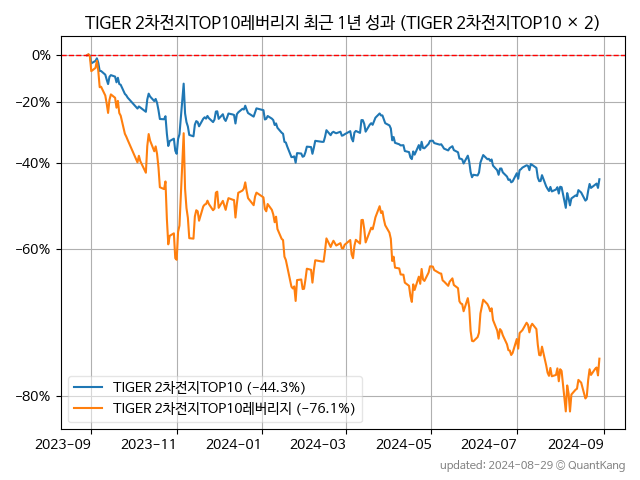 TIGER 2차전지TOP10레버리지 최근 1년 성과 (TIGER 2차전지TOP10 × 2)
0%
−20%
−40%
−60%
−80%
TIGER 2차전지TOP10 (−44.3%)
TIGER 2차전지TOP10레버리지 (−76.1%)
2023-09 2023-11 2024-01 2024-03 2024-05 2024-07 2024-09
updated: 2024-08-29 © QuantKang